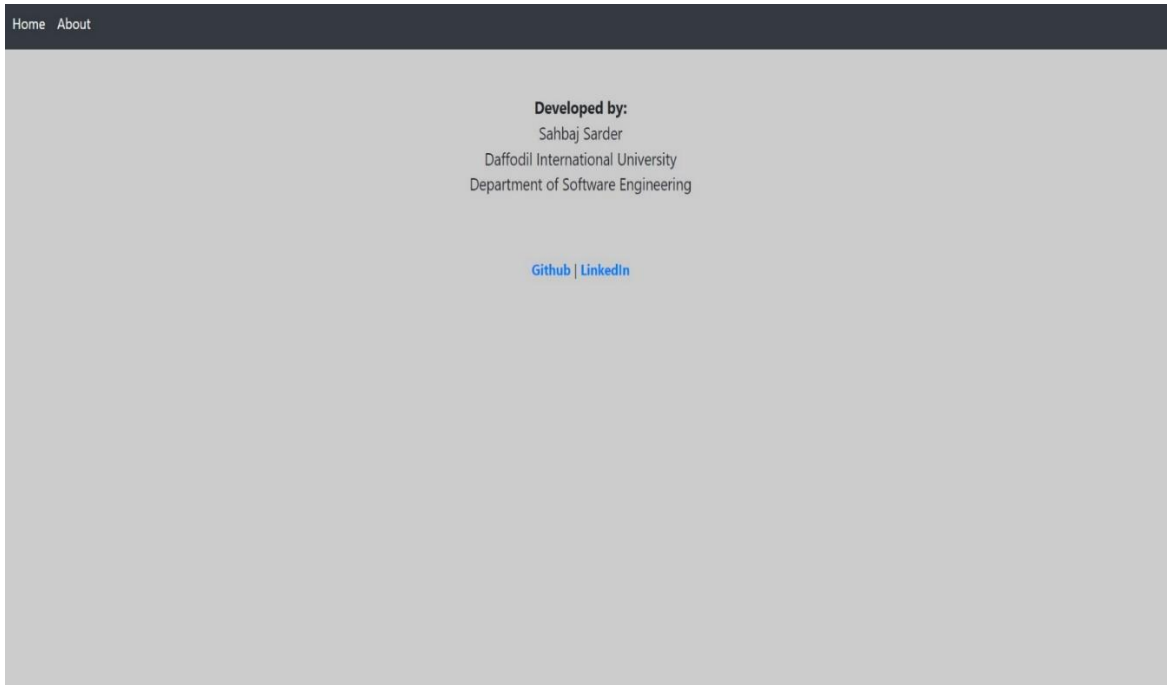 Home About
Developed by:
Sahbaj Sarder
Daffodil International University
Department of Software Engineering
Github | LinkedIn